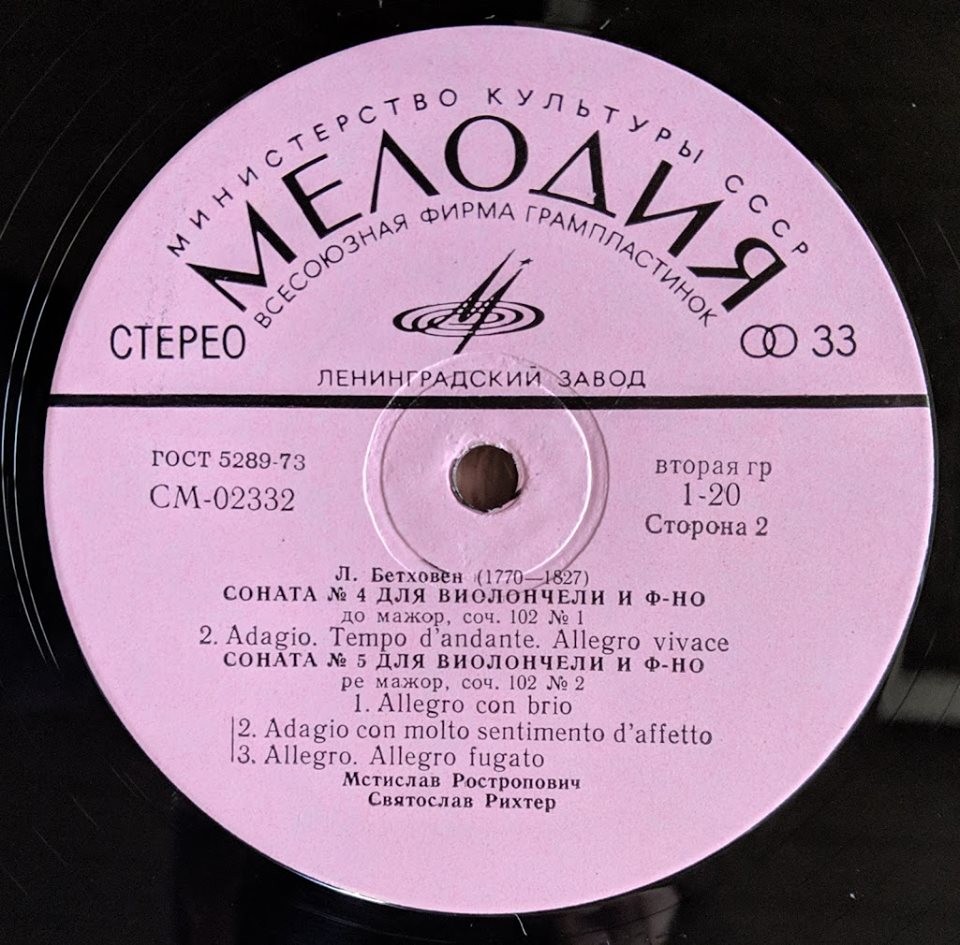 МИНИСТЕРСТВО КУЛЬТУРЫ СССР
МЕЛОДИЯ
ВСЕСОЮЗНАЯ ФИРМА ГРАМПЛАСТИНОК
СТЕРЕО
33
ЛЕНИНГРАДСКИЙ ЗАВОД
ГОСТ 5289-73
СМ-02332
вторая гр
1-20
Сторона 2
Л. Бетховен (1770—1827)
СОНАТА № 4 ДЛЯ ВИОЛОНЧЕЛИ И Ф-НО
до мажор, соч. 102 № 1
2. Adagio. Tempo d'andante. Allegro vivace
СОНАТА № 5 ДЛЯ ВИОЛОНЧЕЛИ И Ф-НО
ре мажор, соч. 102 № 2
1. Allegro con brio
2. Adagio con molto sentimento d'affetto
3. Allegro. Allegro fugato
Мстислав Ростропович
Святослав Рихтер